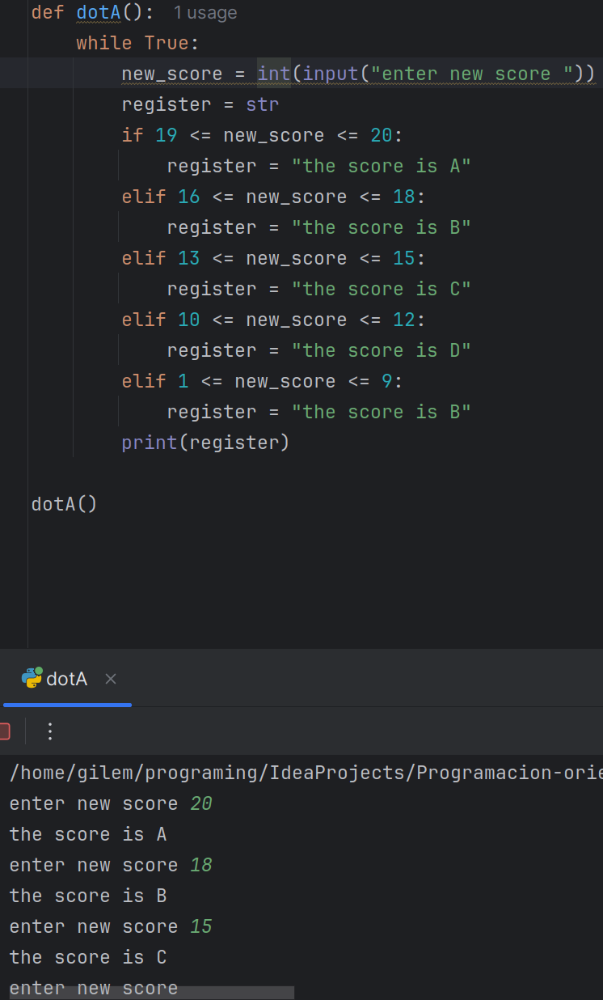 def dotA():  1 usage
    while True:
        new_score = int(input("enter new score "))
        register = str
        if 19 <= new_score <= 20:
            register = "the score is A"
        elif 16 <= new_score <= 18:
            register = "the score is B"
        elif 13 <= new_score <= 15:
            register = "the score is C"
        elif 10 <= new_score <= 12:
            register = "the score is D"
        elif 1 <= new_score <= 9:
            register = "the score is B"
        print(register)
dotA()
dotA
/home/gilem/programing/IdeaProjects/Programacion-orie
enter new score 20
the score is A
enter new score 18
the score is B
enter new score 15
the score is C
enter new score